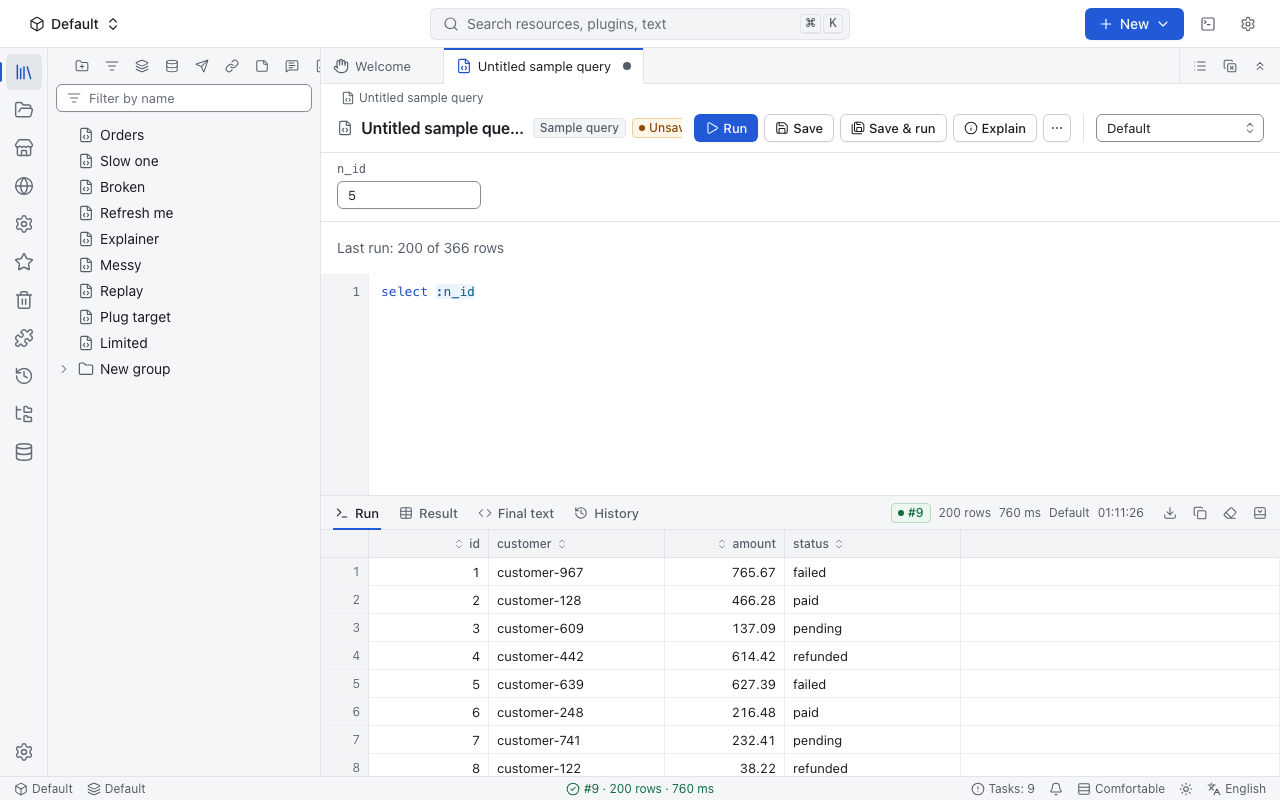 Default
Search resources, plugins, text
⌘ K
New
Welcome
Untitled sample query
Filter by name
Orders
Slow one
Broken
Refresh me
Explainer
Messy
Replay
Plug target
Limited
New group
Untitled sample query
Untitled sample que...
Sample query
Unsav
Run
Save
Save & run
Explain
Default
n_id
5
Last run: 200 of 366 rows
1 select :n_id
Run
Result
Final text
History
#9 200 rows 760 ms Default 01:11:26
id customer amount status
1 1 customer-967 765.67 failed
2 2 customer-128 466.28 paid
3 3 customer-609 137.09 pending
4 4 customer-442 614.42 refunded
5 5 customer-639 627.39 failed
6 6 customer-248 216.48 paid
7 7 customer-741 232.41 pending
8 8 customer-122 38.22 refunded
Default
Default
#9 · 200 rows · 760 ms
Tasks: 9
Comfortable
English